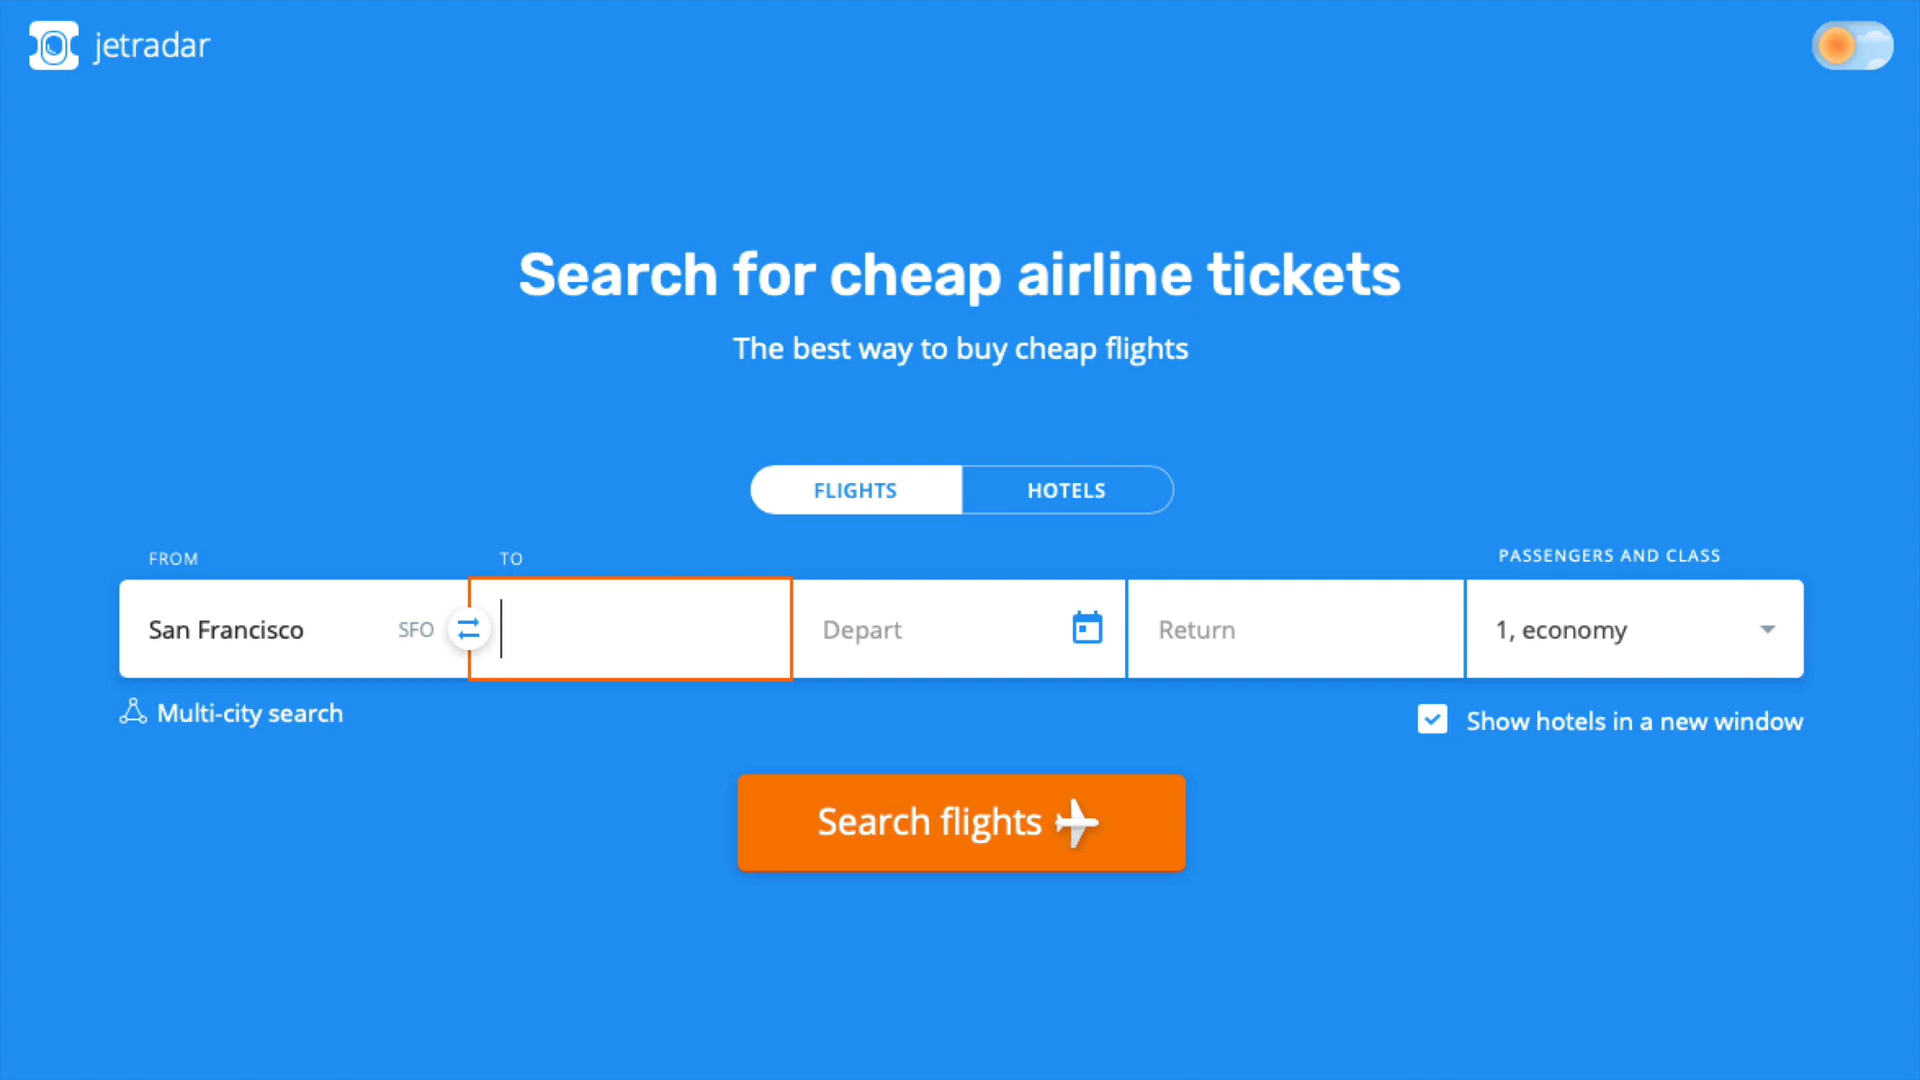 jetradar
Search for cheap airline tickets
The best way to buy cheap flights
FLIGHTS HOTELS
FROM TO PASSENGERS AND CLASS
San Francisco SFO Depart Return 1, economy
Multi-city search Show hotels in a new window
Search flights